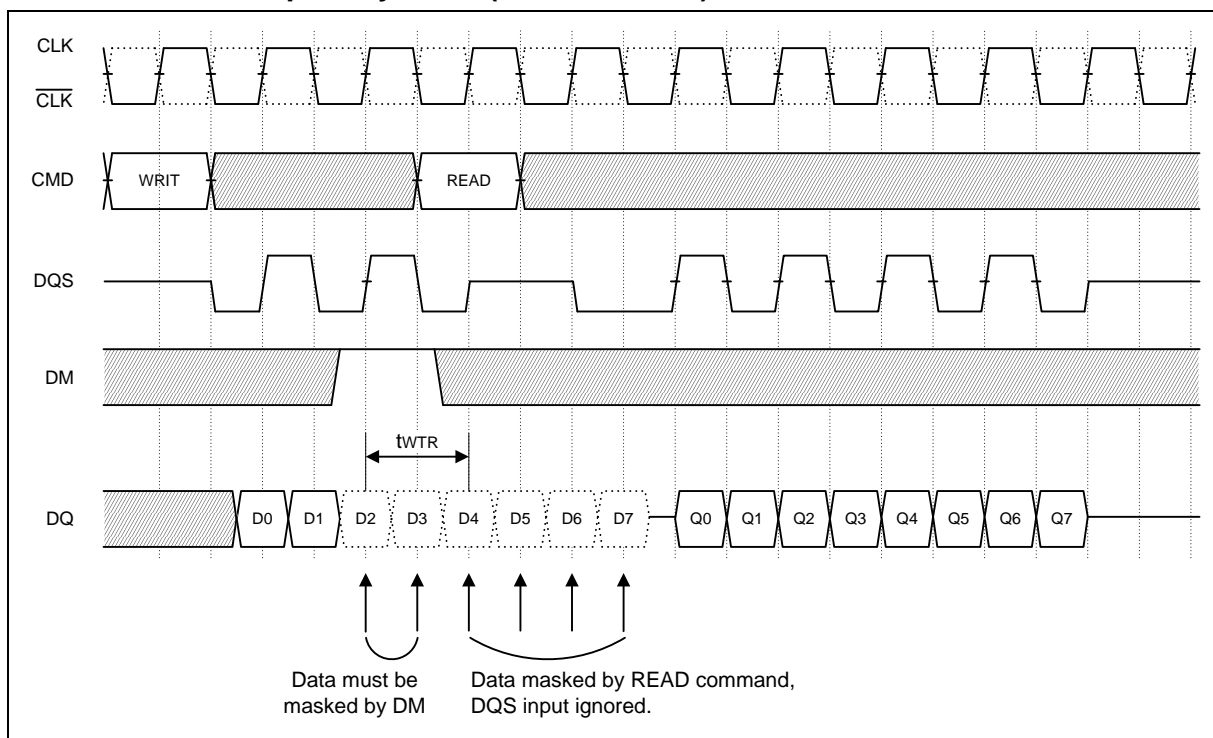 CLK
CLK
CMD WRIT READ
DQS
DM
tWTR
DQ D0 D1 D2 D3 D4 D5 D6 D7 Q0 Q1 Q2 Q3 Q4 Q5 Q6 Q7
Data must be
masked by DM
Data masked by READ command,
DQS input ignored.